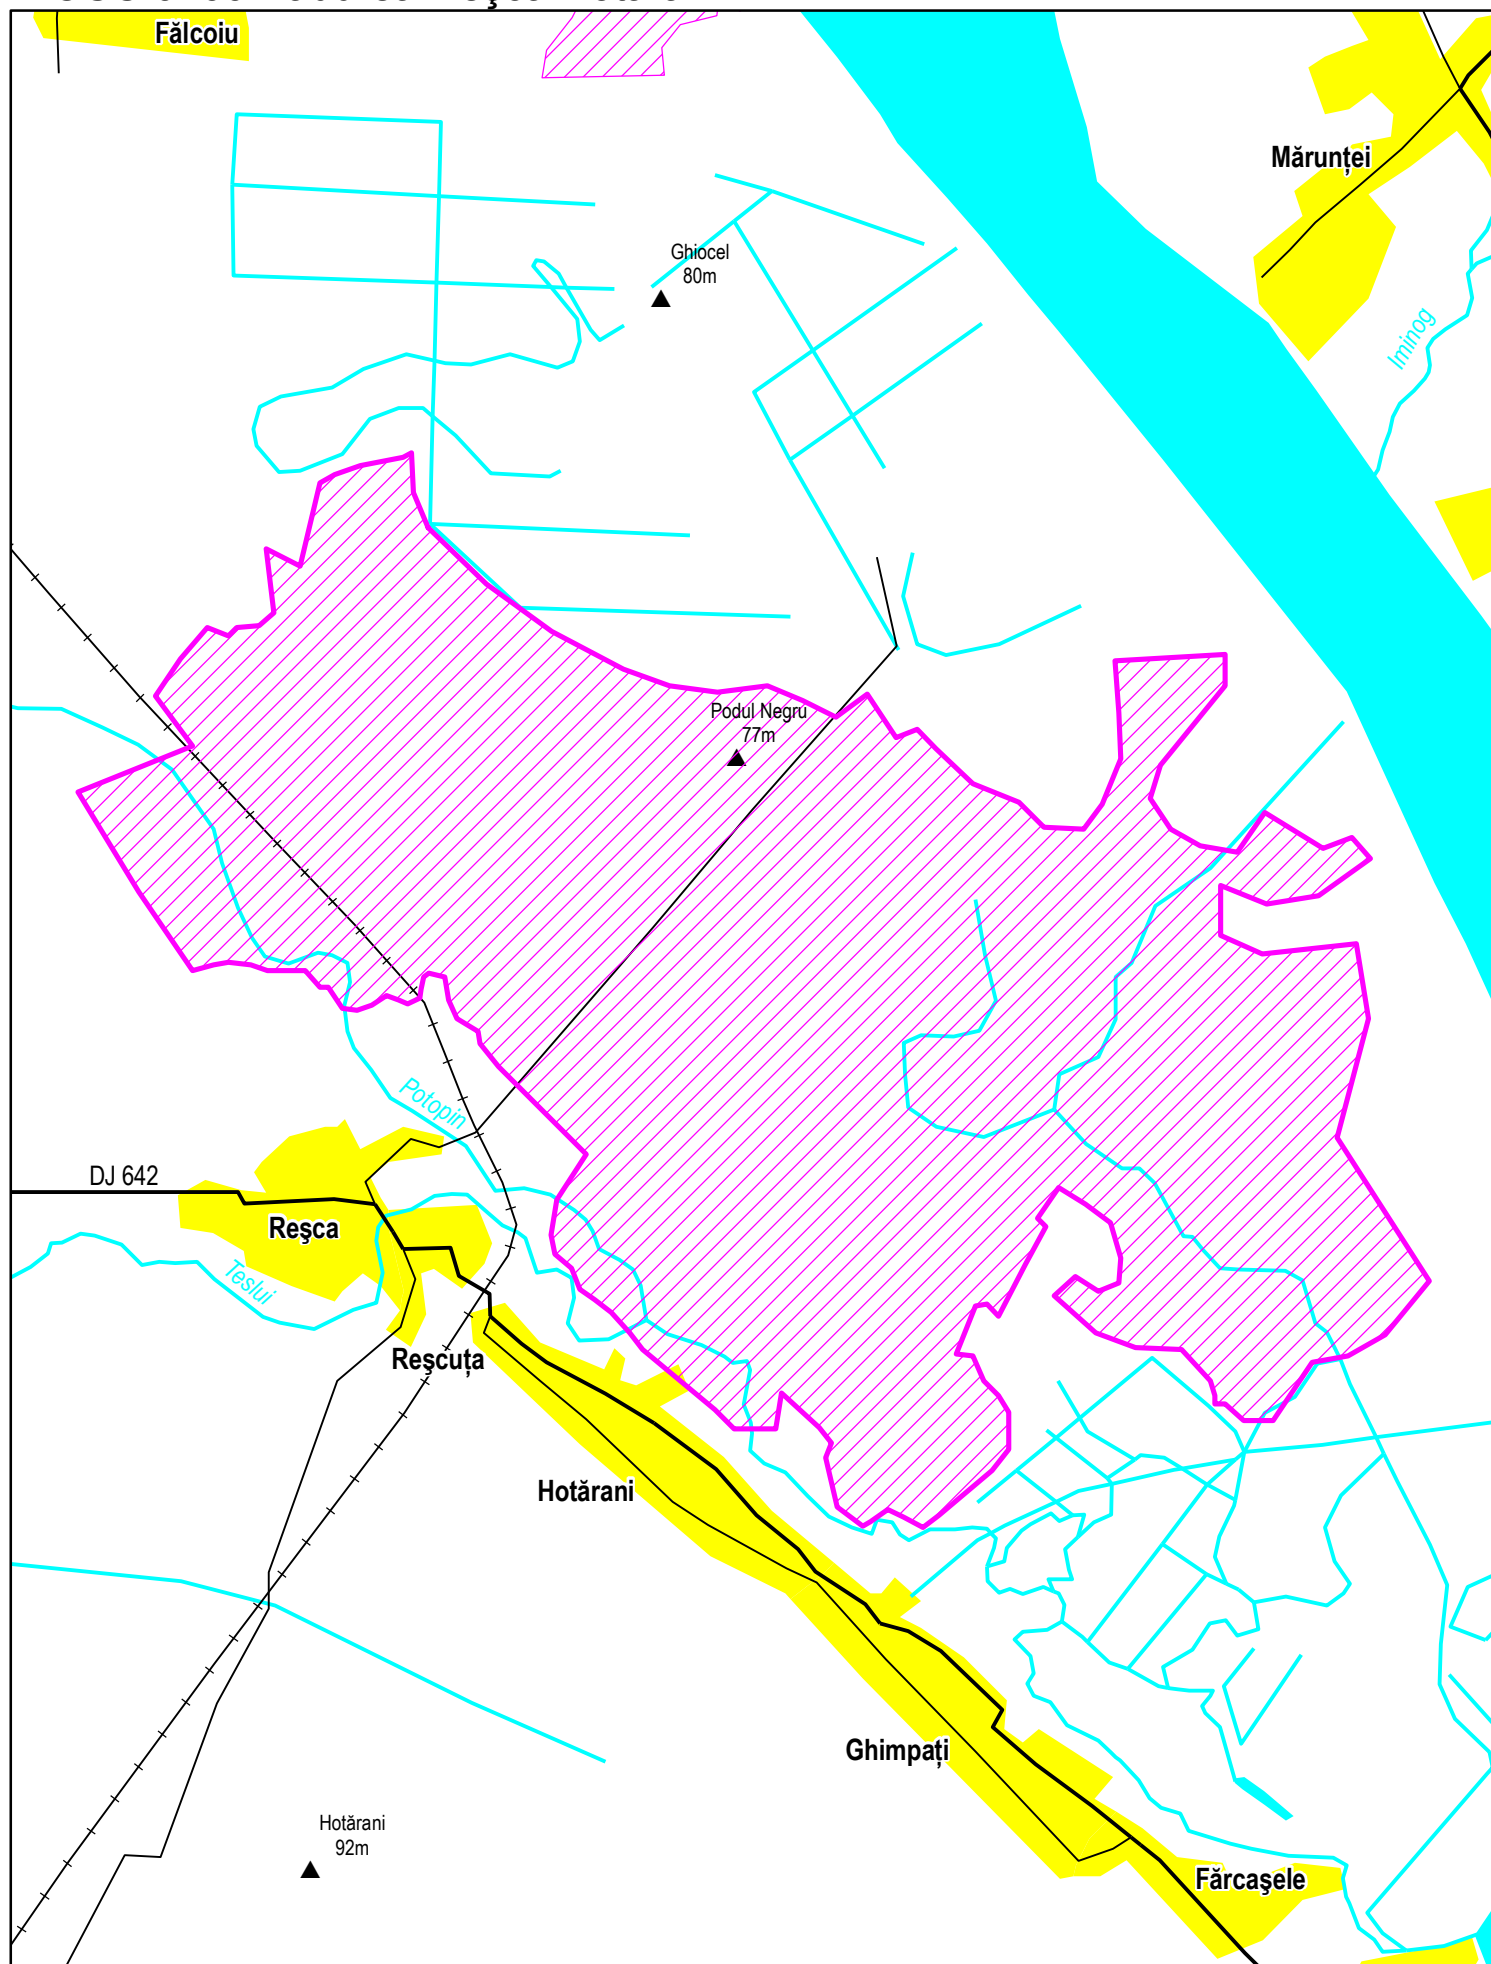 Fălcoiu
Mărunței
Ghiocel
80m
Iminog
Podul Negru
77m
Potopin
DJ 642
Reşca
Teslui
Reşcuța
Hotărani
Ghimpați
Hotărani
92m
Fărcaşele